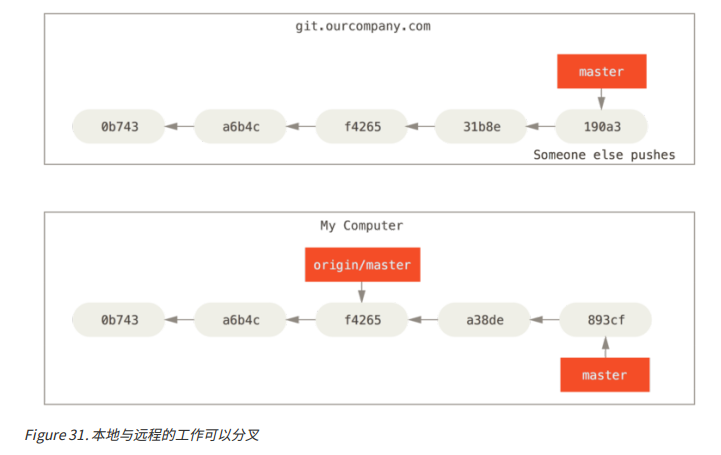 git.ourcompany.com
master
0b743 a6b4c f4265 31b8e 190a3
Someone else pushes
My Computer
origin/master
0b743 a6b4c f4265 a38de 893cf
master
Figure 31. 本地与远程的工作可以分叉